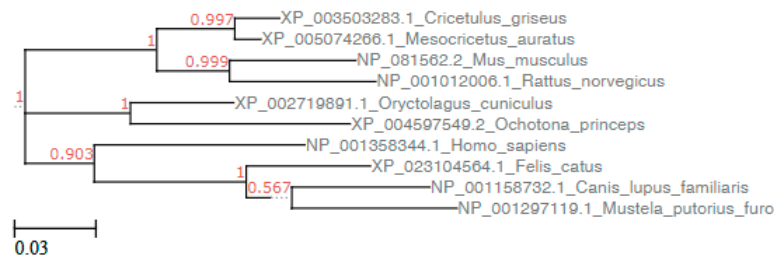 0.997 XP_003503283.1_Cricetulus_griseus
1 XP_005074266.1_Mesocricetus_auratus
0.999 NP_081562.2_Mus_musculus
NP_001012006.1_Rattus_norvegicus
1 1 XP_002719891.1_Oryctolagus_cuniculus
XP_004597549.2_Ochotona_princeps
0.903 NP_001358344.1_Homo_sapiens
1 XP_023104564.1_Felis_catus
0.567 NP_001158732.1_Canis_lupus_familiaris
NP_001297119.1_Mustela_putorius_furo
0.03